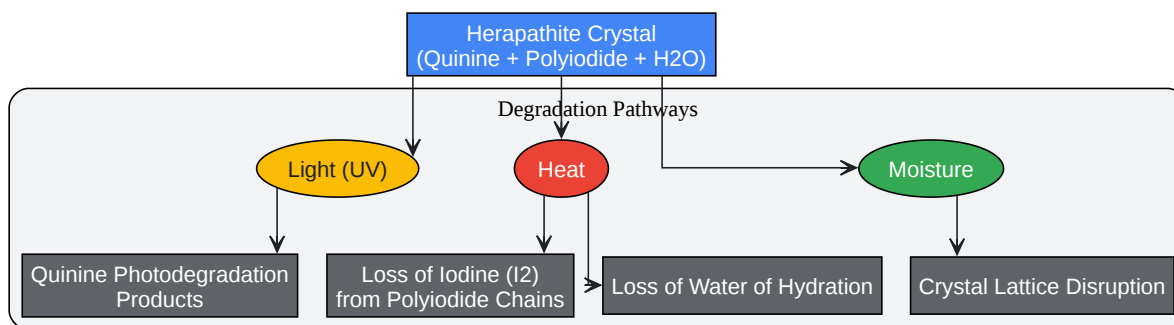 Herapathite Crystal
(Quinine + Polyiodide + H2O)
Degradation Pathways
Light (UV)
Heat
Moisture
Quinine Photodegradation
Products
Loss of Iodine (I2)
from Polyiodide Chains
Loss of Water of Hydration
Crystal Lattice Disruption